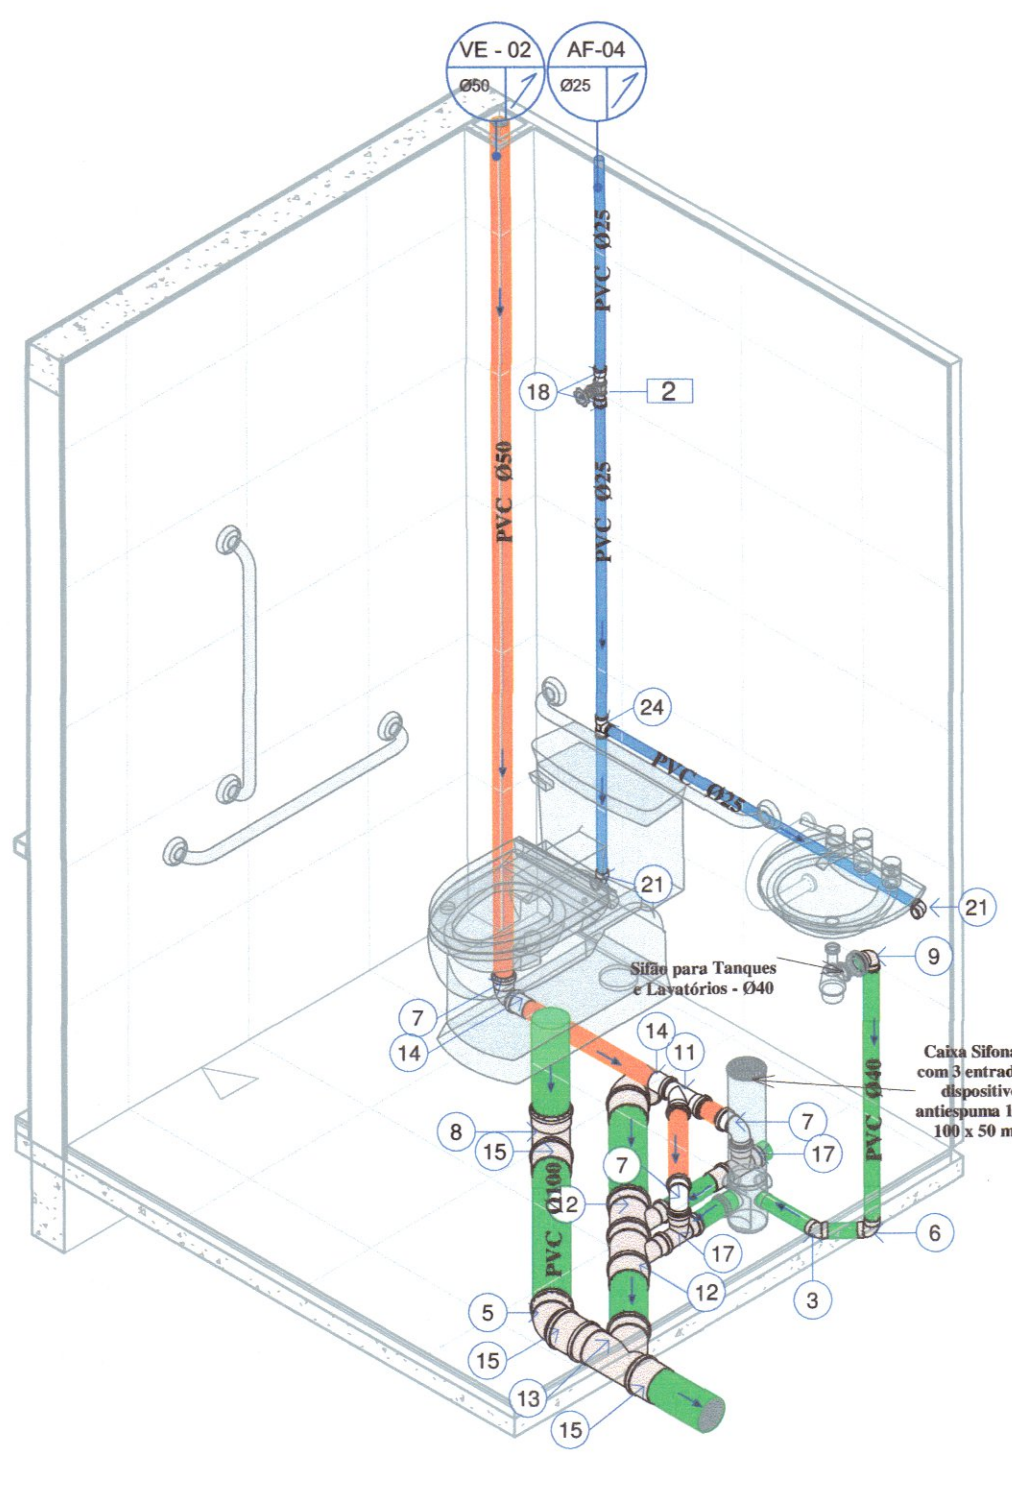 VE - 02
Ø50
AF-04
Ø25
PVC Ø25
18
2
PVC Ø50
PVC Ø25
24
PVC Ø25
21
21
9
Sifão para Tanques
e Lavatórios - Ø40
7
14
14
11
Caixa Sifona
com 3 entrad
dispositiv
antiespuma 1
100 x 50 m
PVC Ø40
8
15
7
7
17
PVC Ø100
12
17
6
12
3
5
15
13
15